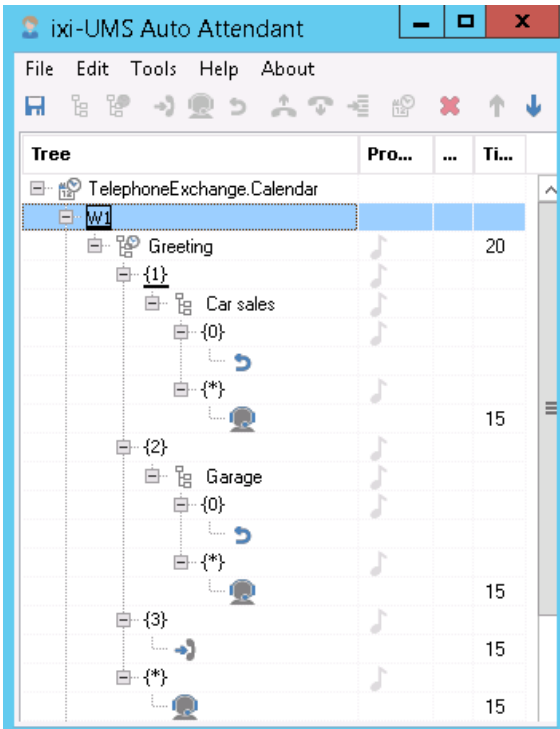 ixi-UMS Auto Attendant
File Edit Tools Help About
Tree Pro... ... Ti...
TelephoneExchange.Calendar
W1
Greeting 20
{1}
Car sales
{0}
{*}
15
{2}
Garage
{0}
{*}
15
{3}
15
{*}
15